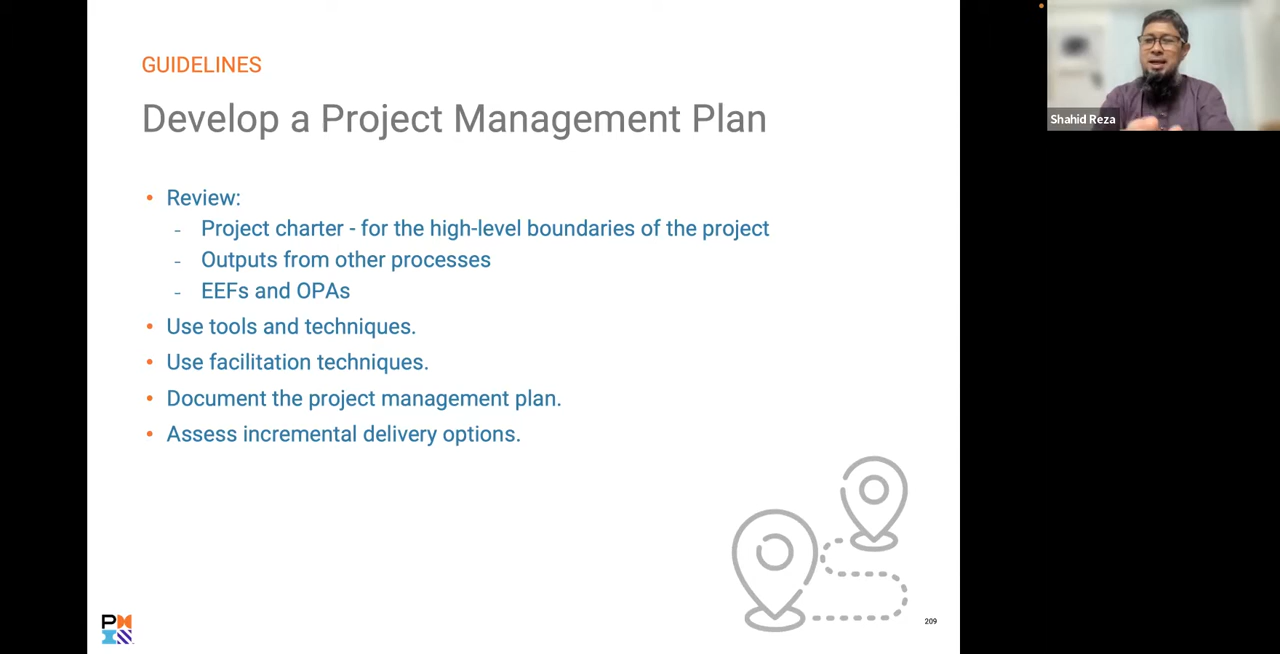 GUIDELINES
Develop a Project Management Plan
• Review:
- Project charter - for the high-level boundaries of the project
- Outputs from other processes
- EEFs and OPAs
• Use tools and techniques.
• Use facilitation techniques.
• Document the project management plan.
• Assess incremental delivery options.
PM
209
Shahid Reza